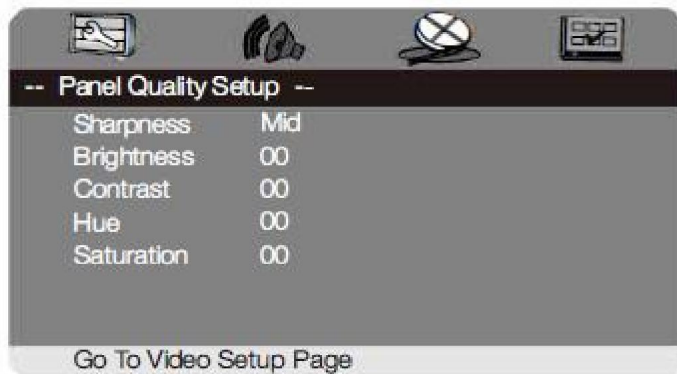 -- Panel Quality Setup --
Sharpness Mid
Brightness 00
Contrast 00
Hue 00
Saturation 00
Go To Video Setup Page